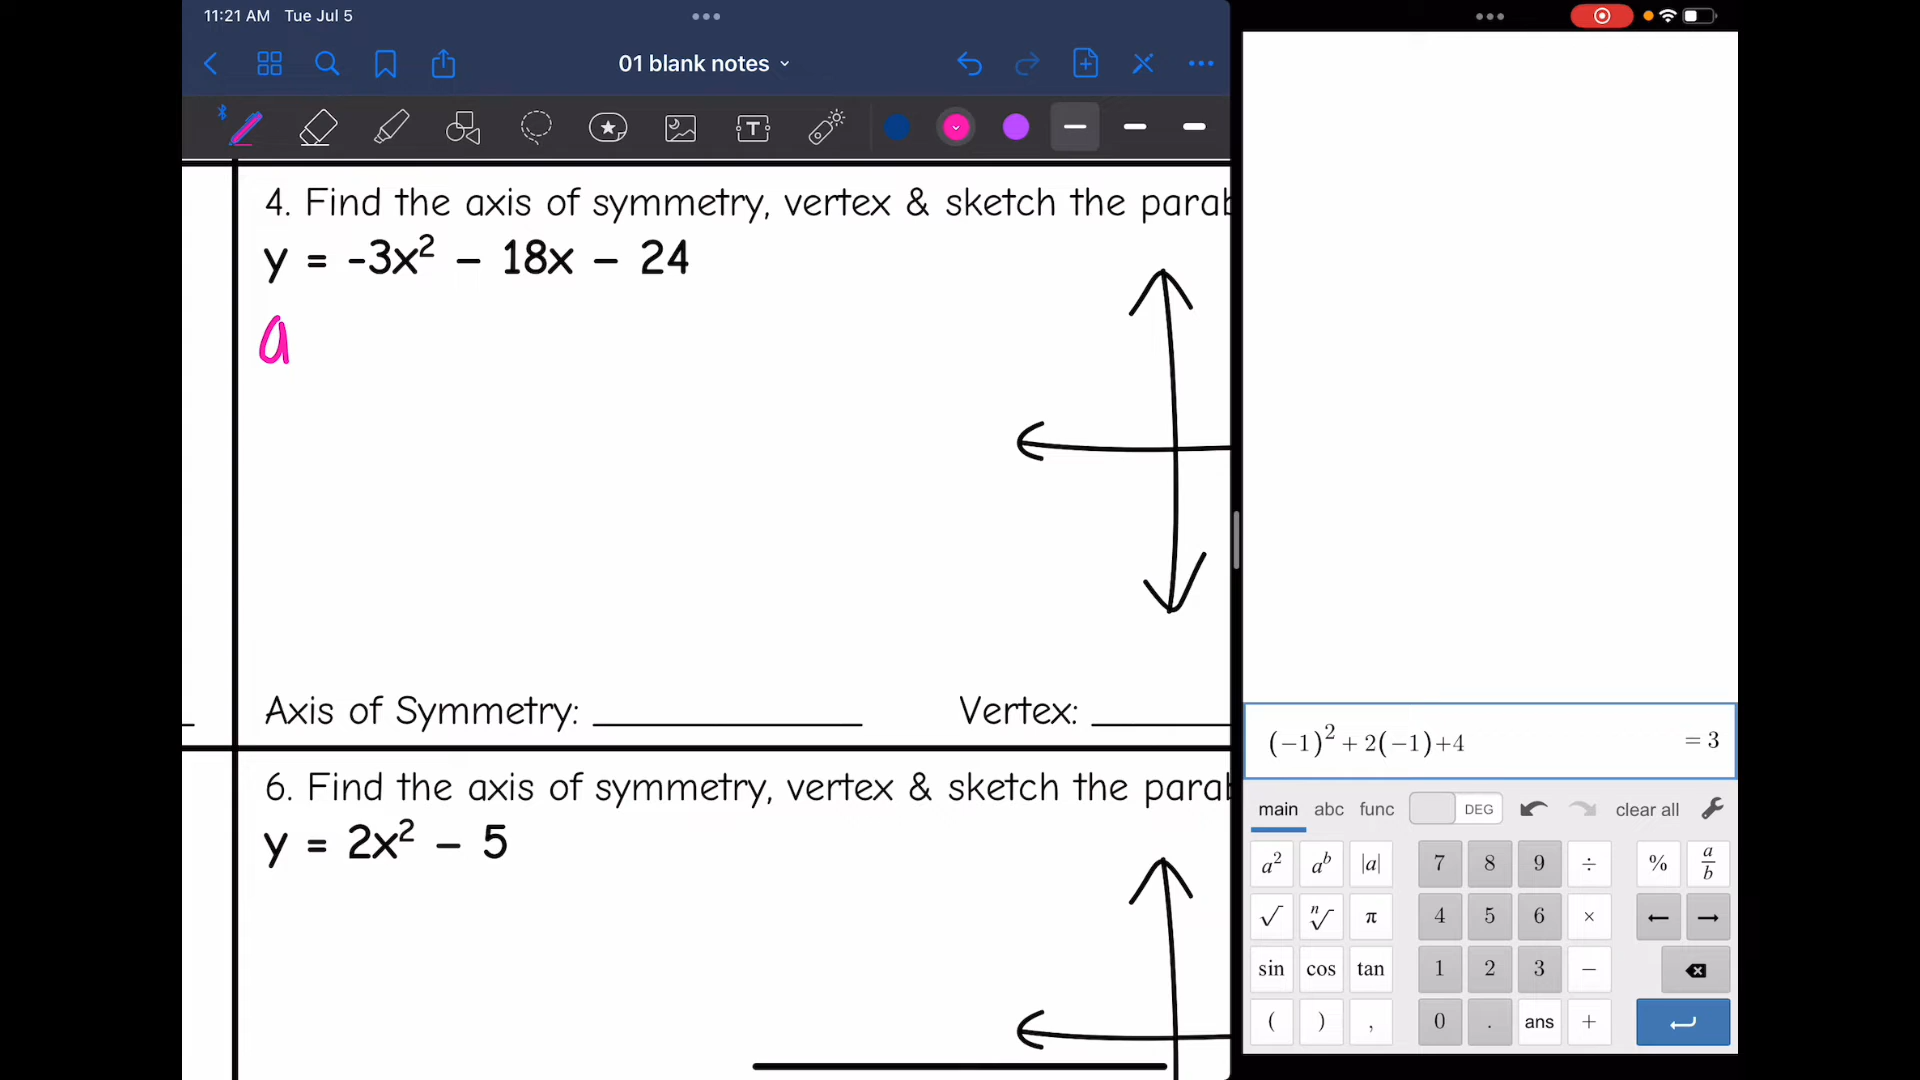 11:21 AM Tue Jul 5
01 blank notes
4. Find the axis of symmetry, vertex & sketch the parab
y = -3x² – 18x – 24
a
Axis of Symmetry: ____________ Vertex: ______
6. Find the axis of symmetry, vertex & sketch the parab
y = 2x² – 5
(−1)² + 2(−1)+4 = 3
main abc func DEG clear all
a² aᵇ |a| 7 8 9 ÷ % a/b
√ ⁿ√ π 4 5 6 × ← →
sin cos tan 1 2 3 −
( ) , 0 . ans +